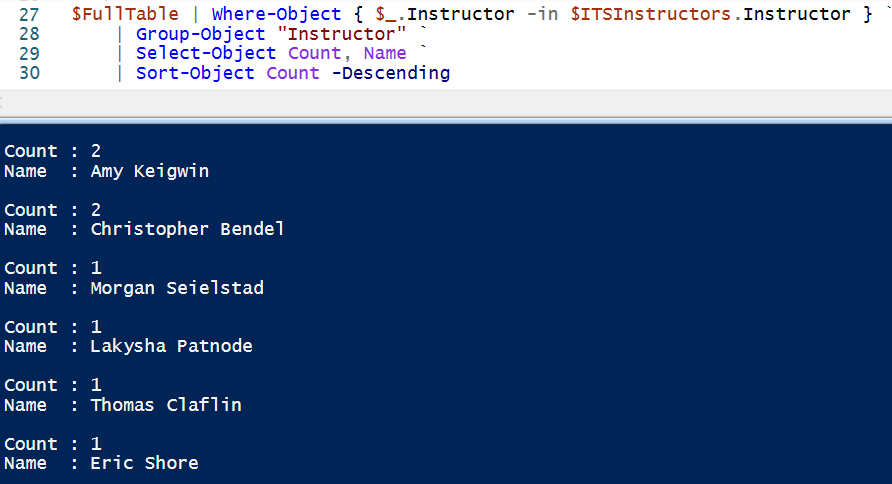 27 $FullTable | Where-Object { $_.Instructor -in $ITSInstructors.Instructor } `
28 | Group-Object "Instructor" `
29 | Select-Object Count, Name `
30 | Sort-Object Count -Descending
Count : 2
Name : Amy Keigwin
Count : 2
Name : Christopher Bendel
Count : 1
Name : Morgan Seielstad
Count : 1
Name : Lakysha Patnode
Count : 1
Name : Thomas Claflin
Count : 1
Name : Eric Shore